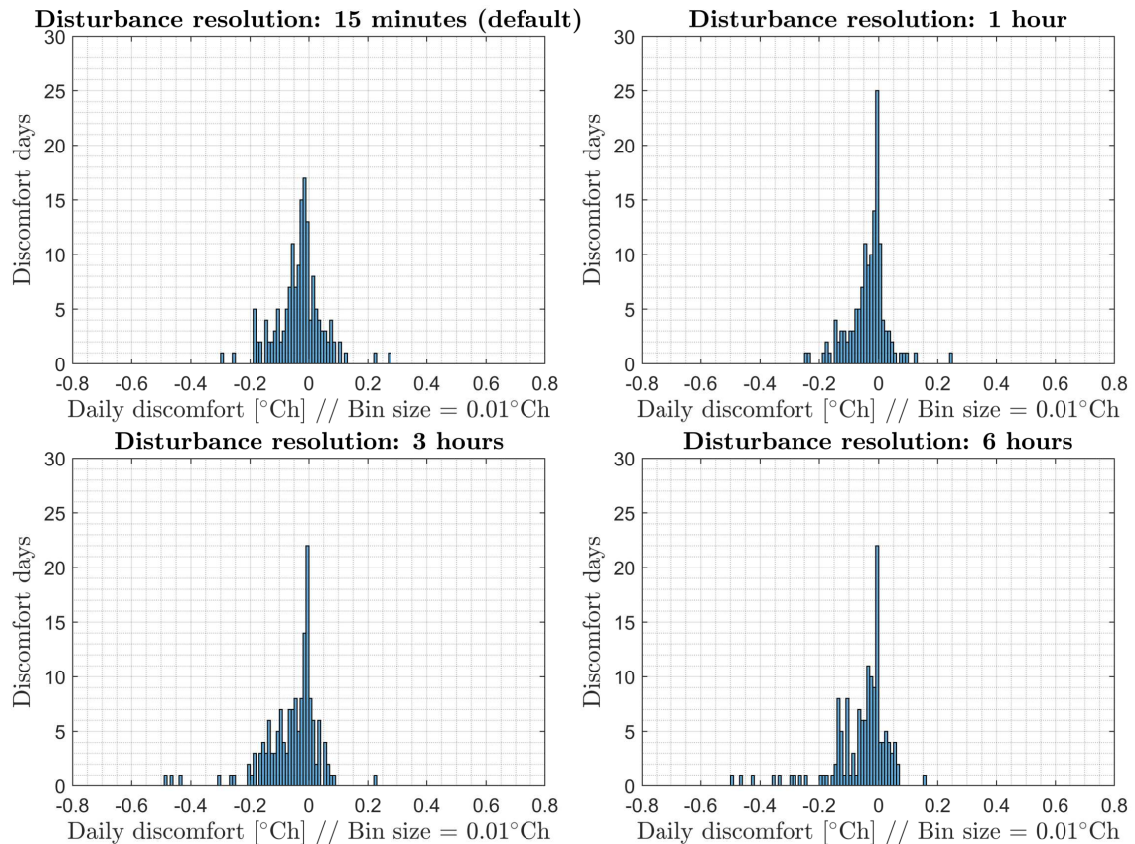 Disturbance resolution: 15 minutes (default)
30
25
20
15
10
5
0
Discomfort days
-0.8 -0.6 -0.4 -0.2 0 0.2 0.4 0.6 0.8
Daily discomfort [°Ch] // Bin size = 0.01°Ch
Disturbance resolution: 1 hour
30
25
20
15
10
5
0
Discomfort days
-0.8 -0.6 -0.4 -0.2 0 0.2 0.4 0.6 0.8
Daily discomfort [°Ch] // Bin size = 0.01°Ch
Disturbance resolution: 3 hours
30
25
20
15
10
5
0
Discomfort days
-0.8 -0.6 -0.4 -0.2 0 0.2 0.4 0.6 0.8
Daily discomfort [°Ch] // Bin size = 0.01°Ch
Disturbance resolution: 6 hours
30
25
20
15
10
5
0
Discomfort days
-0.8 -0.6 -0.4 -0.2 0 0.2 0.4 0.6 0.8
Daily discomfort [°Ch] // Bin size = 0.01°Ch